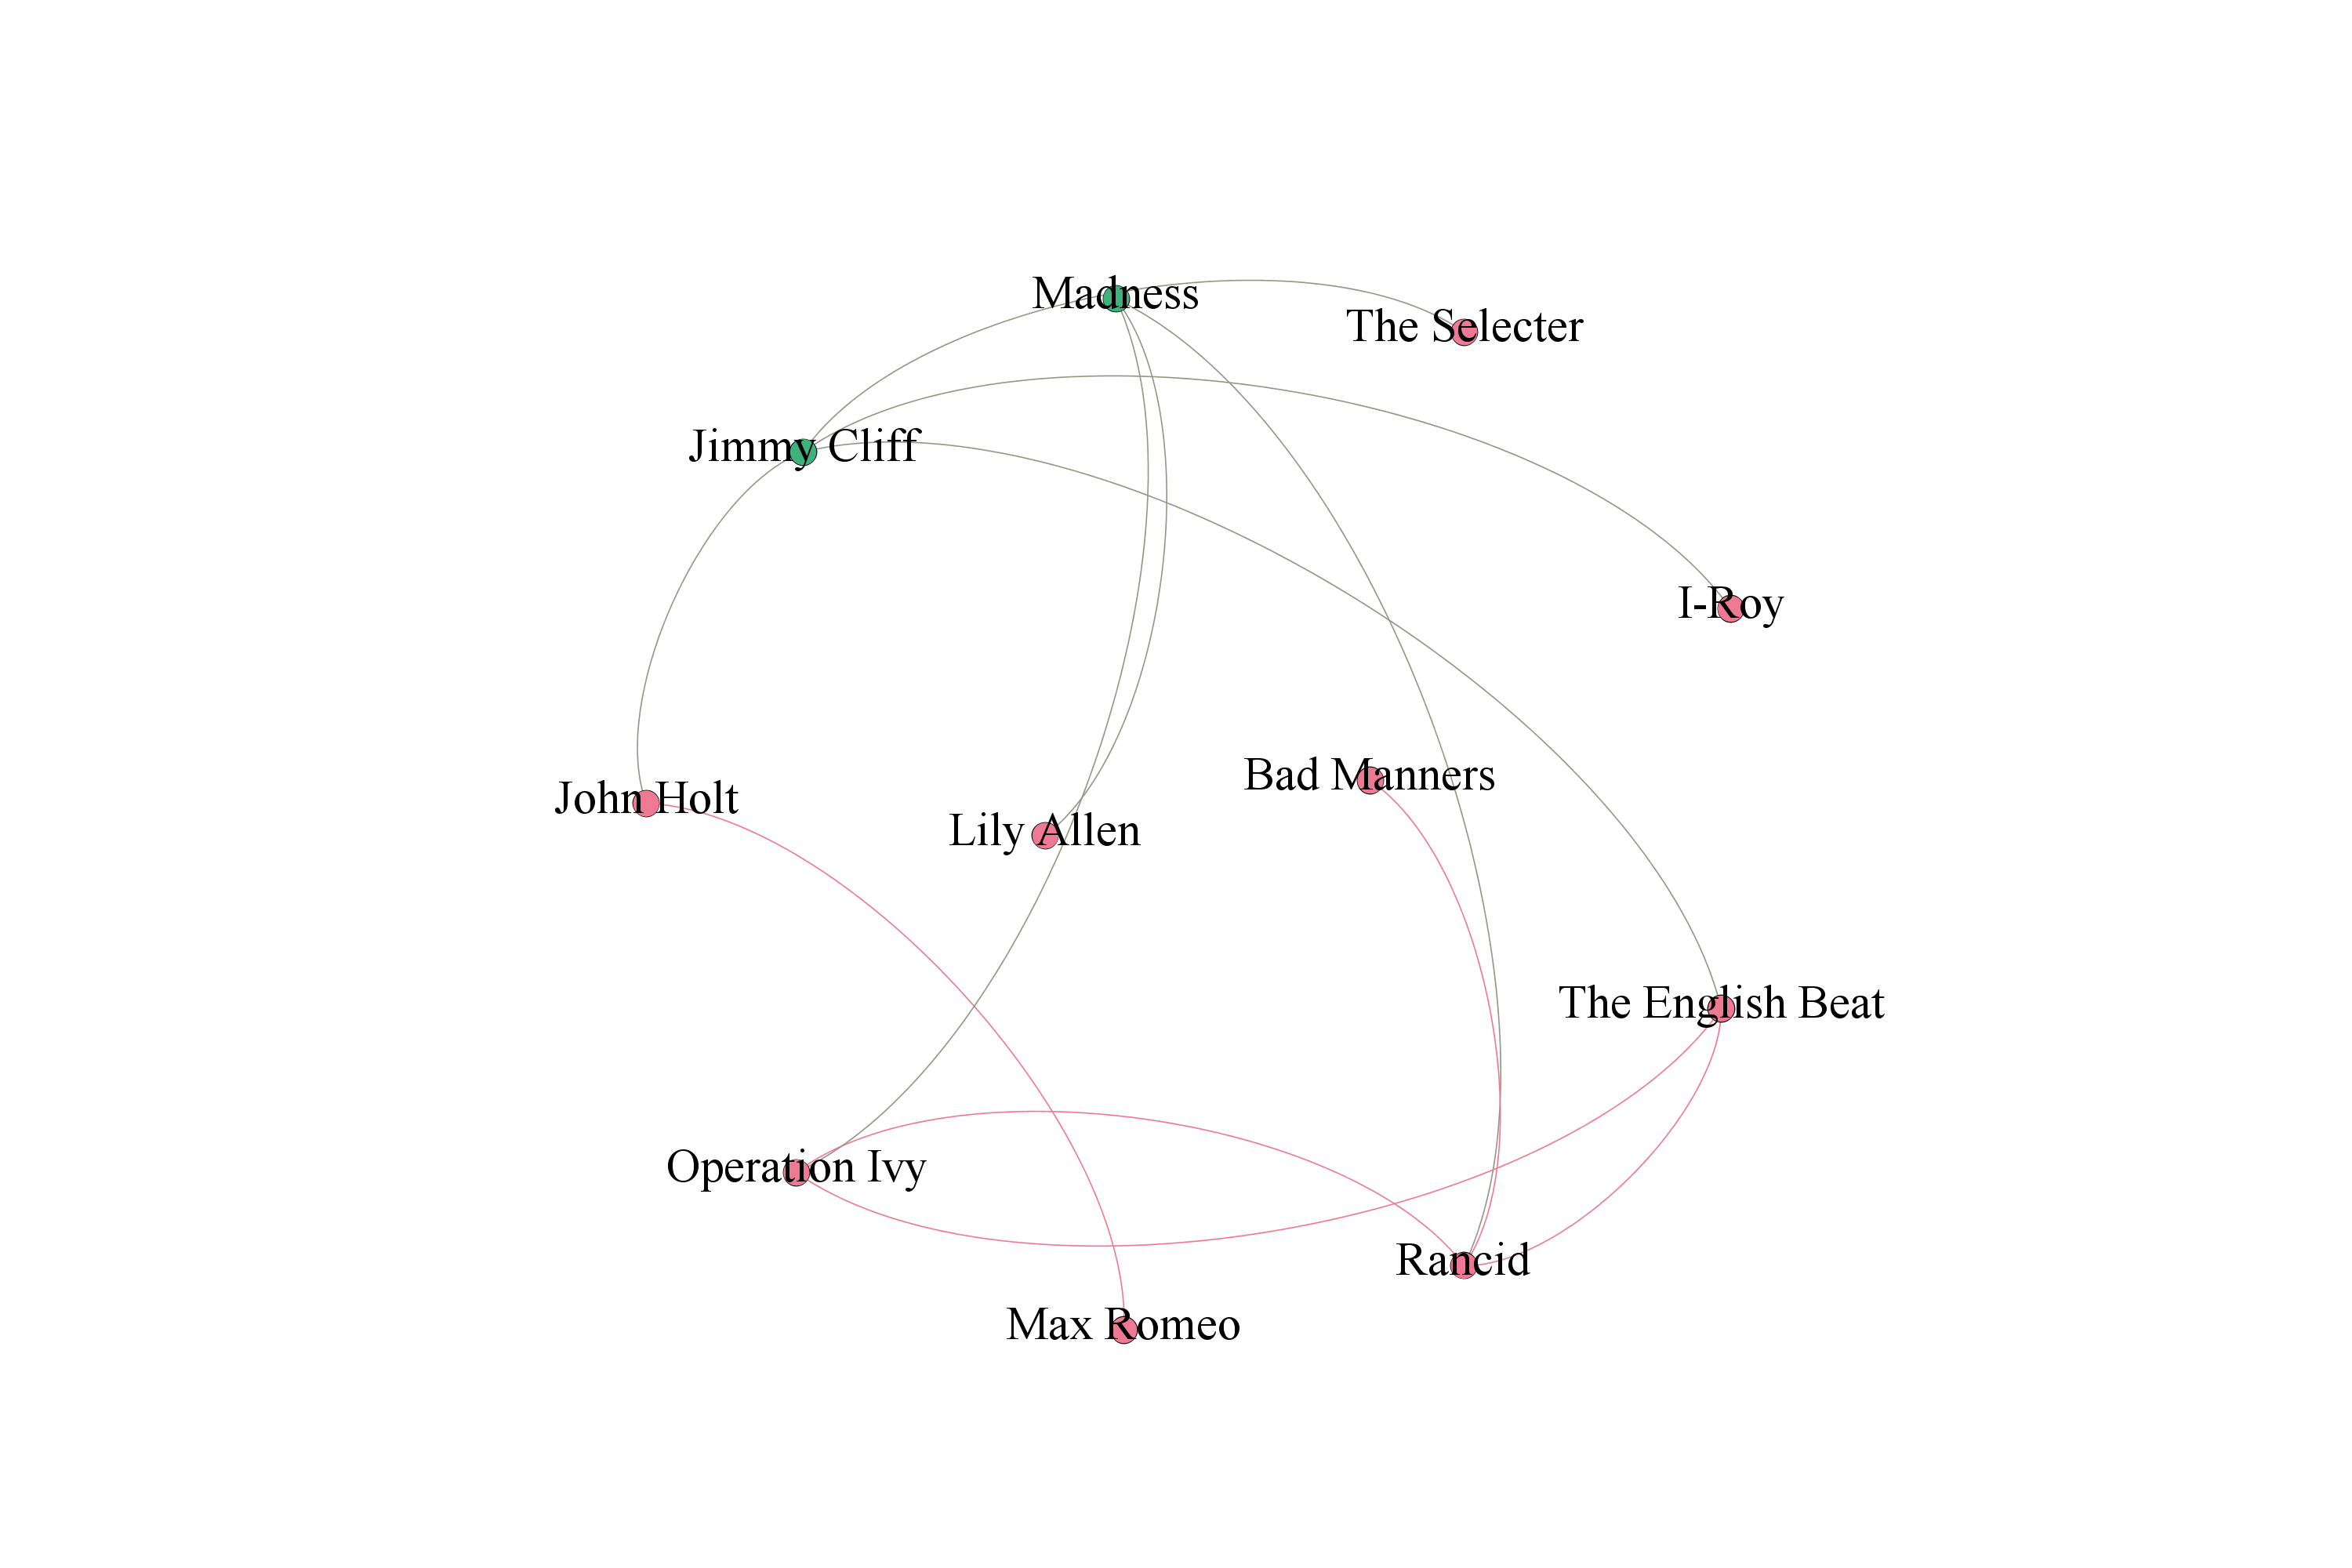 Madness
The Selecter
Jimmy Cliff
I-Roy
Bad Manners
John Holt
Lily Allen
The English Beat
Operation Ivy
Rancid
Max Romeo